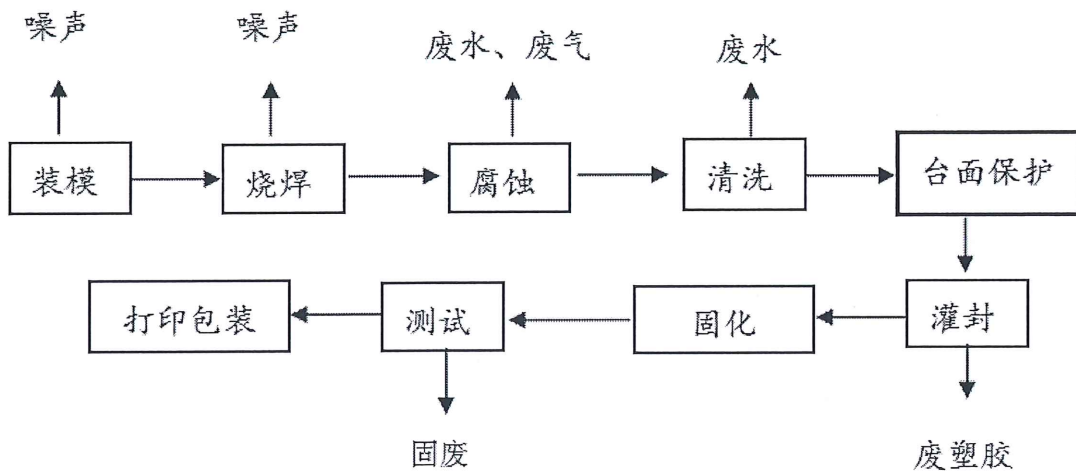 噪声
噪声
废水、废气
废水
装模
烧焊
腐蚀
清洗
台面保护
打印包装
测试
固化
灌封
固废
废塑胶